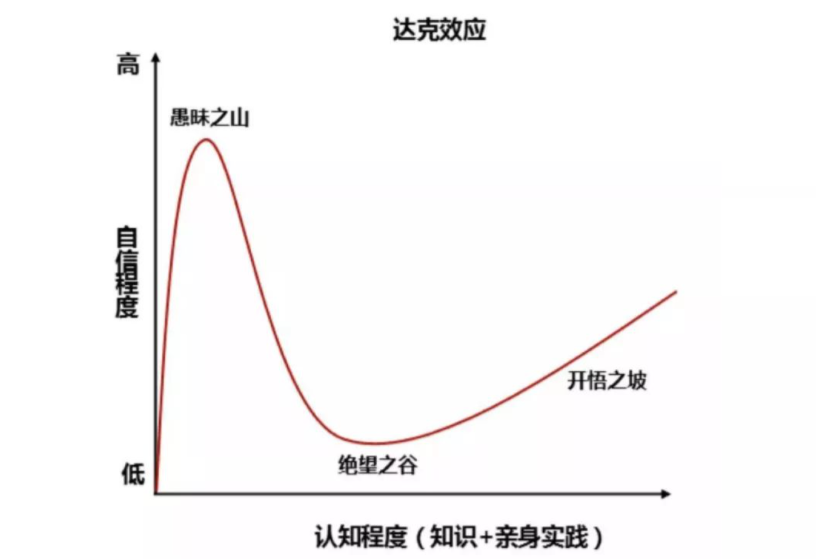 达克效应
高
愚昧之山
自信程度
开悟之坡
绝望之谷
低
认知程度（知识+亲身实践）